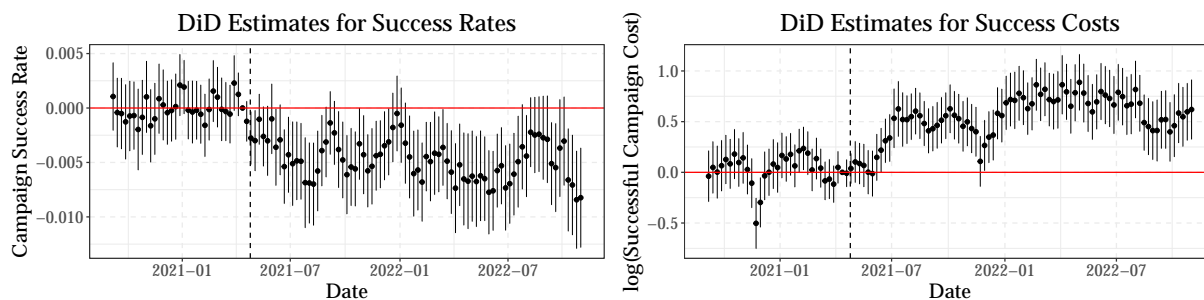 DiD Estimates for Success Rates
Campaign Success Rate
0.005
0.000
−0.005
−0.010
2021−01
2021−07
2022−01
2022−07
Date
DiD Estimates for Success Costs
log(Successful Campaign Cost)
1.0
0.5
0.0
−0.5
2021−01
2021−07
2022−01
2022−07
Date